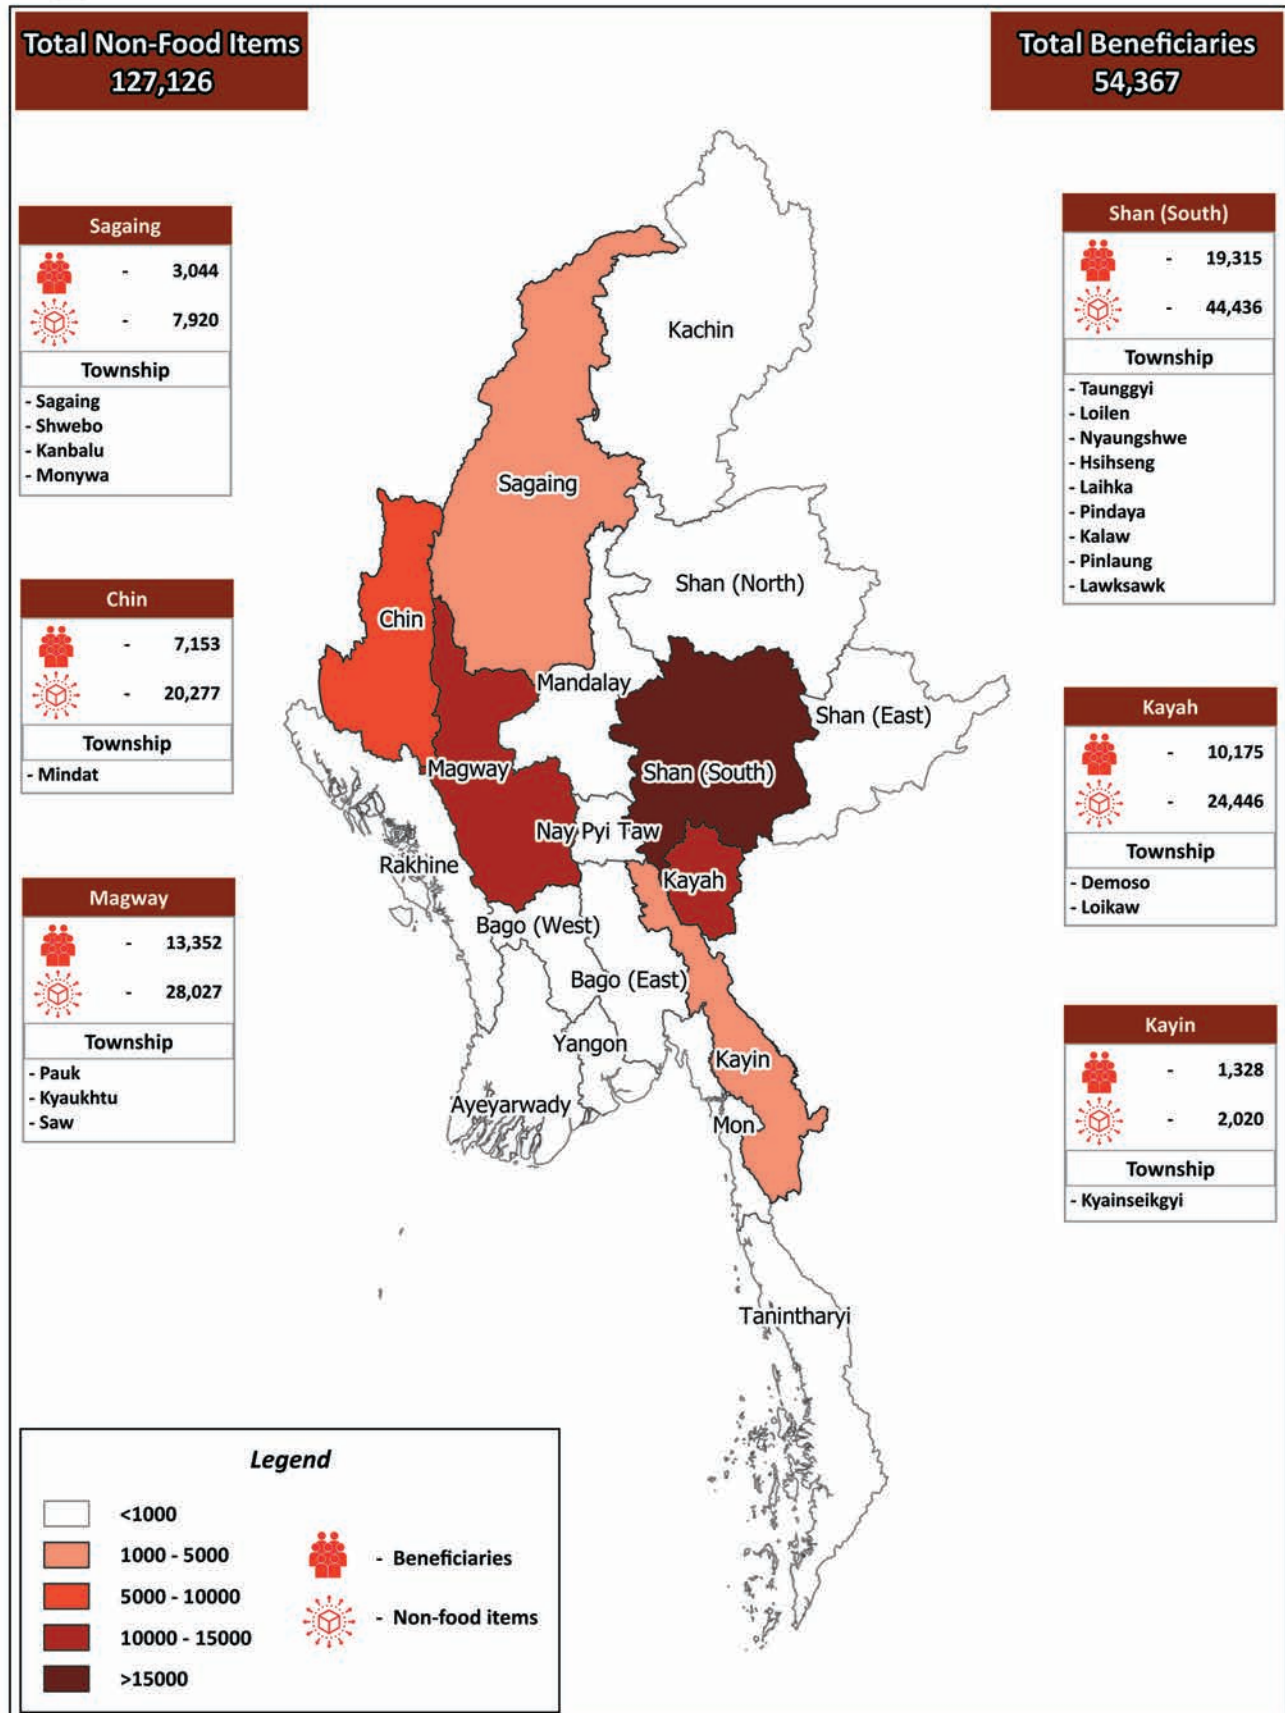 Total Non-Food Items
127,126
Total Beneficiaries
54,367
Sagaing
- 3,044
- 7,920
Township
- Sagaing
- Shwebo
- Kanbalu
- Monywa
Chin
- 7,153
- 20,277
Township
- Mindat
Magway
- 13,352
- 28,027
Township
- Pauk
- Kyaukhtu
- Saw
Shan (South)
- 19,315
- 44,436
Township
- Taunggyi
- Loilen
- Nyaungshwe
- Hsihseng
- Laihka
- Pindaya
- Kalaw
- Pinlaung
- Lawksawk
Kayah
- 10,175
- 24,446
Township
- Demoso
- Loikaw
Kayin
- 1,328
- 2,020
Township
- Kyainseikgyi
Kachin
Sagaing
Shan (North)
Chin
Mandalay
Shan (East)
Magway
Shan (South)
Nay Pyi Taw
Rakhine
Kayah
Bago (West)
Bago (East)
Yangon
Kayin
Ayeyarwady
Mon
Tanintharyi
Legend
<1000
1000 - 5000
5000 - 10000
10000 - 15000
>15000
- Beneficiaries
- Non-food items